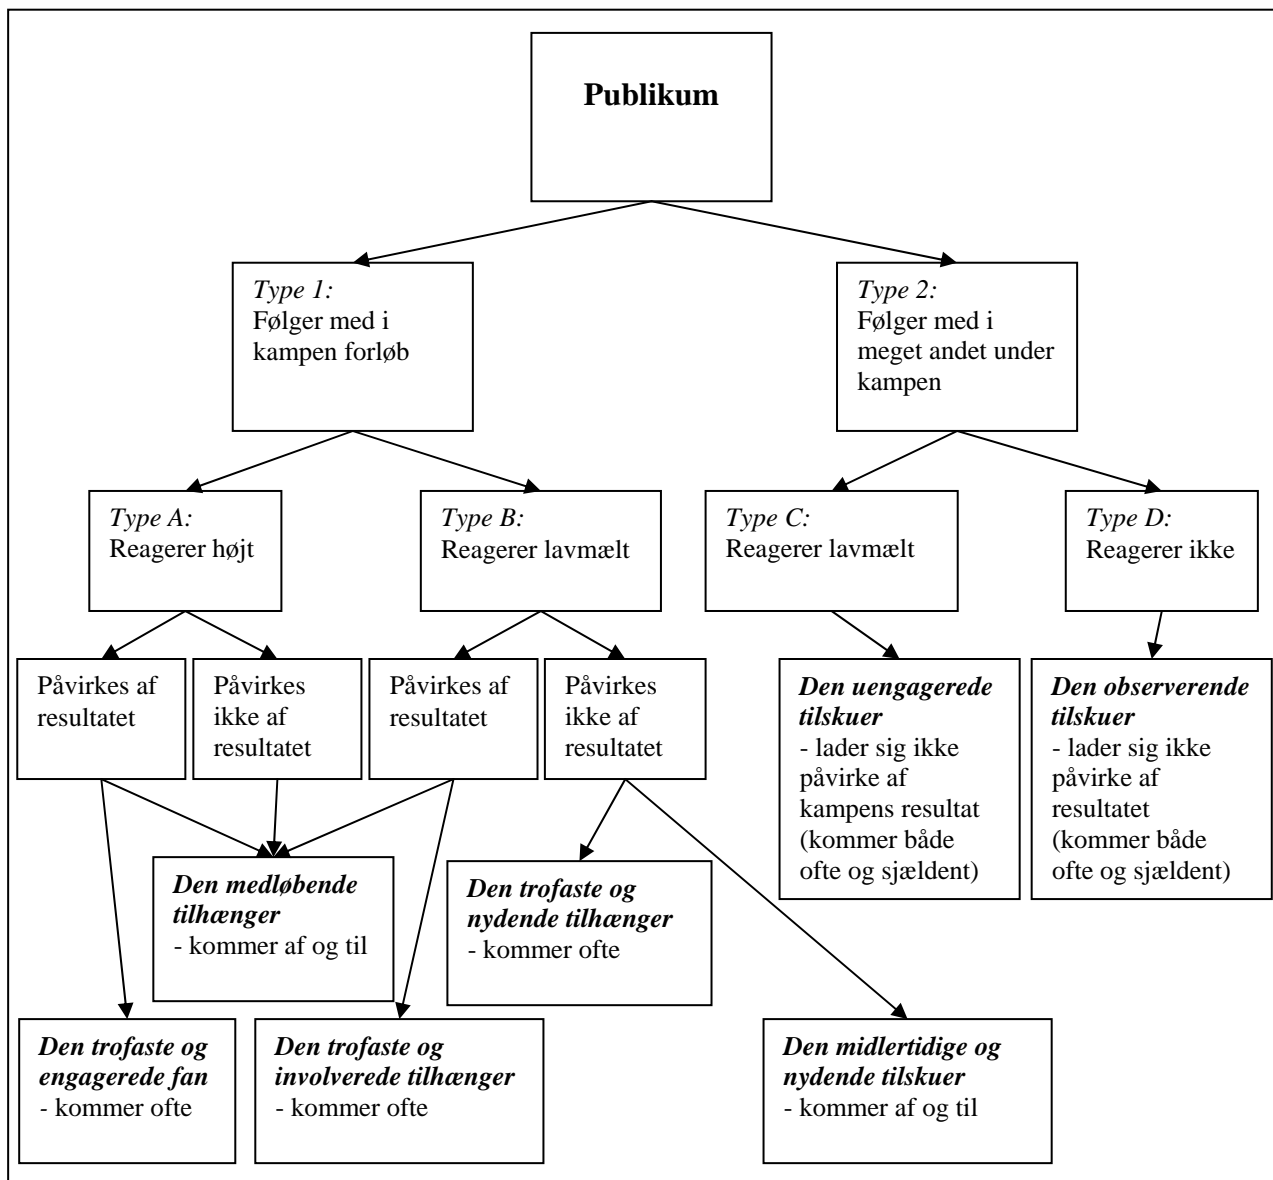 Publikum
Type 1:
Følger med i
kampen forløb
Type 2:
Følger med i
meget andet under
kampen
Type A:
Reagerer højt
Type B:
Reagerer lavmælt
Type C:
Reagerer lavmælt
Type D:
Reagerer ikke
Påvirkes af
resultatet
Påvirkes
ikke af
resultatet
Påvirkes af
resultatet
Påvirkes
ikke af
resultatet
Den uengagerede
tilskuer
- lader sig ikke
påvirke af
kampens resultat
(kommer både
ofte og sjældent)
Den observerende
tilskuer
- lader sig ikke
påvirke af
resultatet
(kommer både
ofte og sjældent)
Den medløbende
tilhænger
- kommer af og til
Den trofaste og
nydende tilhænger
- kommer ofte
Den trofaste og
engagerede fan
- kommer ofte
Den trofaste og
involverede tilhænger
- kommer ofte
Den midlertidige og
nydende tilskuer
- kommer af og til